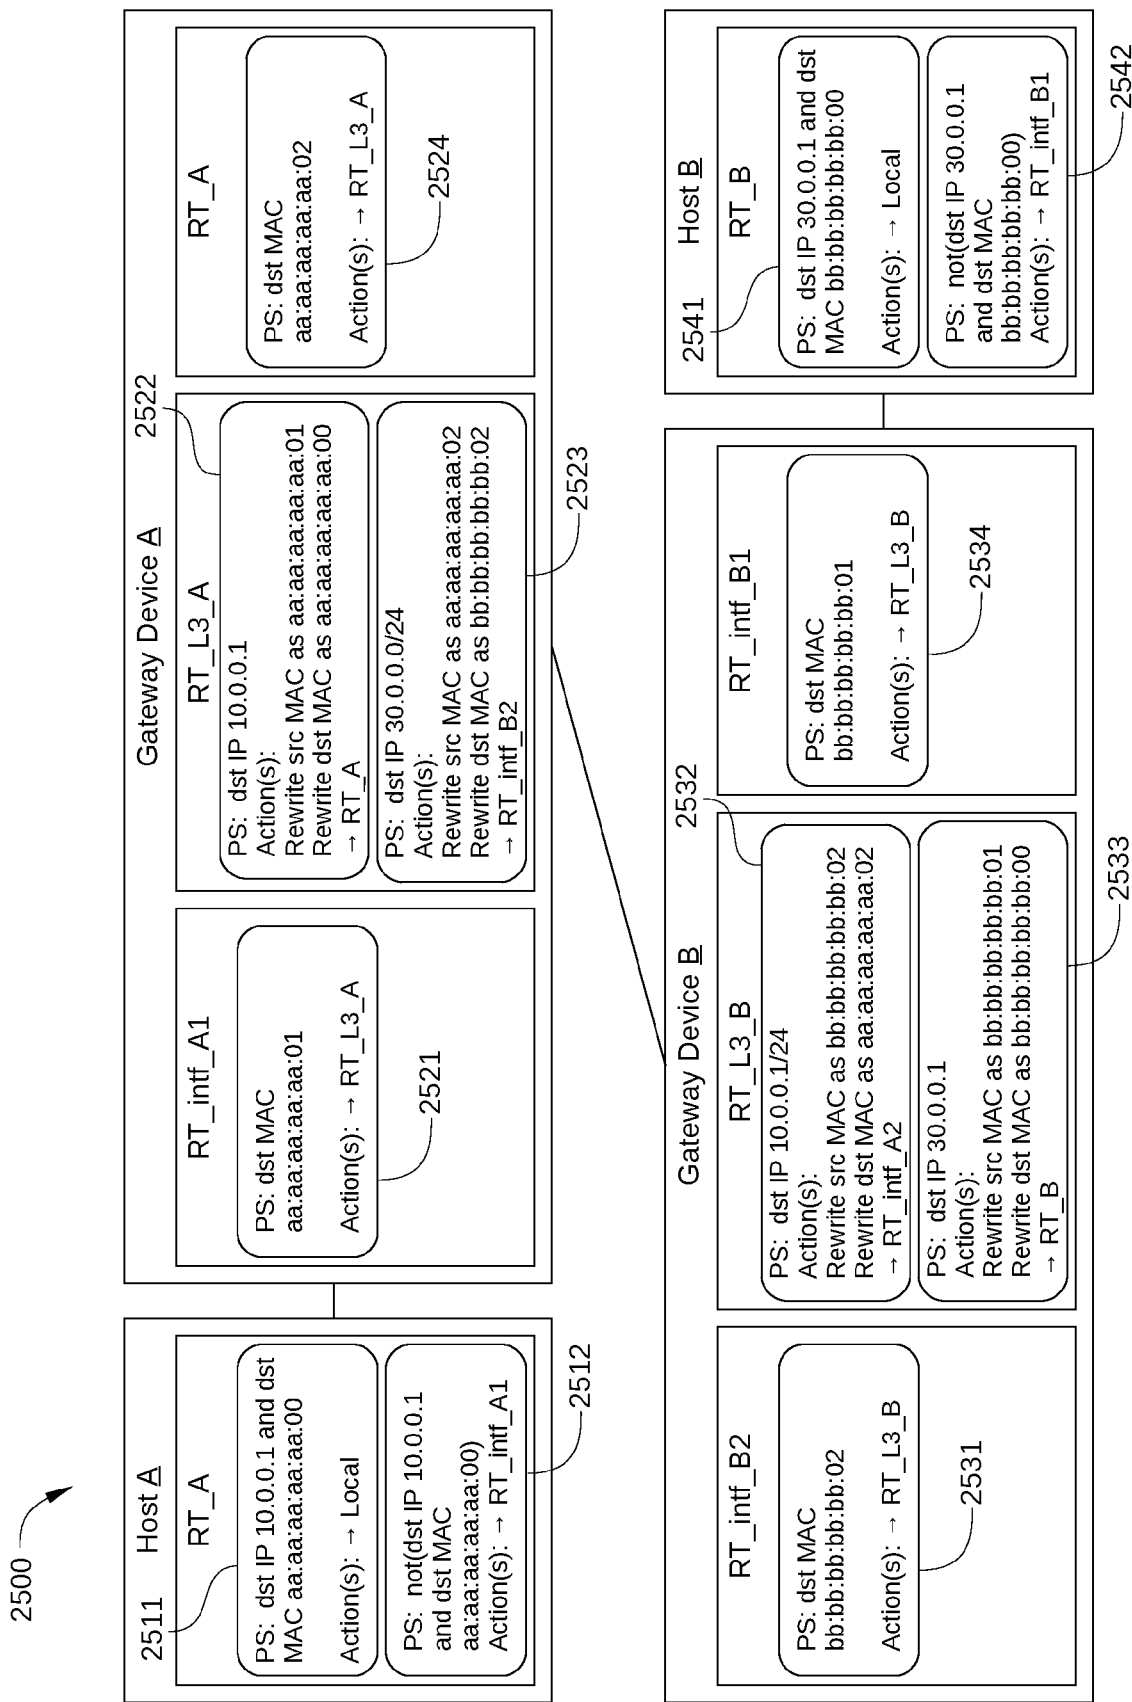 2500
Host A
2511
RT_A
PS: dst IP 10.0.0.1 and dst
MAC aa:aa:aa:aa:aa:00
Action(s): → Local
PS: not(dst IP 10.0.0.1
and dst MAC
aa:aa:aa:aa:aa:00)
Action(s): → RT_intf_A1
2512
Gateway Device A
RT_intf_A1
PS: dst MAC
aa:aa:aa:aa:aa:01
Action(s): → RT_L3_A
2521
2522
RT_L3_A
PS: dst IP 10.0.0.1
Action(s):
Rewrite src MAC as aa:aa:aa:aa:aa:01
Rewrite dst MAC as aa:aa:aa:aa:aa:00
→ RT_A
PS: dst IP 30.0.0.0/24
Action(s):
Rewrite src MAC as aa:aa:aa:aa:aa:02
Rewrite dst MAC as bb:bb:bb:bb:bb:02
→ RT_intf_B2
2523
RT_A
PS: dst MAC
aa:aa:aa:aa:aa:02
Action(s): → RT_L3_A
2524
Gateway Device B
RT_intf_B2
PS: dst MAC
bb:bb:bb:bb:bb:02
Action(s): → RT_L3_B
2531
2532
RT_L3_B
PS: dst IP 10.0.0.1/24
Action(s):
Rewrite src MAC as bb:bb:bb:bb:bb:02
Rewrite dst MAC as aa:aa:aa:aa:aa:02
→ RT_intf_A2
PS: dst IP 30.0.0.1
Action(s):
Rewrite src MAC as bb:bb:bb:bb:bb:01
Rewrite dst MAC as bb:bb:bb:bb:bb:00
→ RT_B
2533
RT_intf_B1
PS: dst MAC
bb:bb:bb:bb:bb:01
Action(s): → RT_L3_B
2534
Host B
2541
RT_B
PS: dst IP 30.0.0.1 and dst
MAC bb:bb:bb:bb:bb:00
Action(s): → Local
PS: not(dst IP 30.0.0.1
and dst MAC
bb:bb:bb:bb:bb:00)
Action(s): → RT_intf_B1
2542